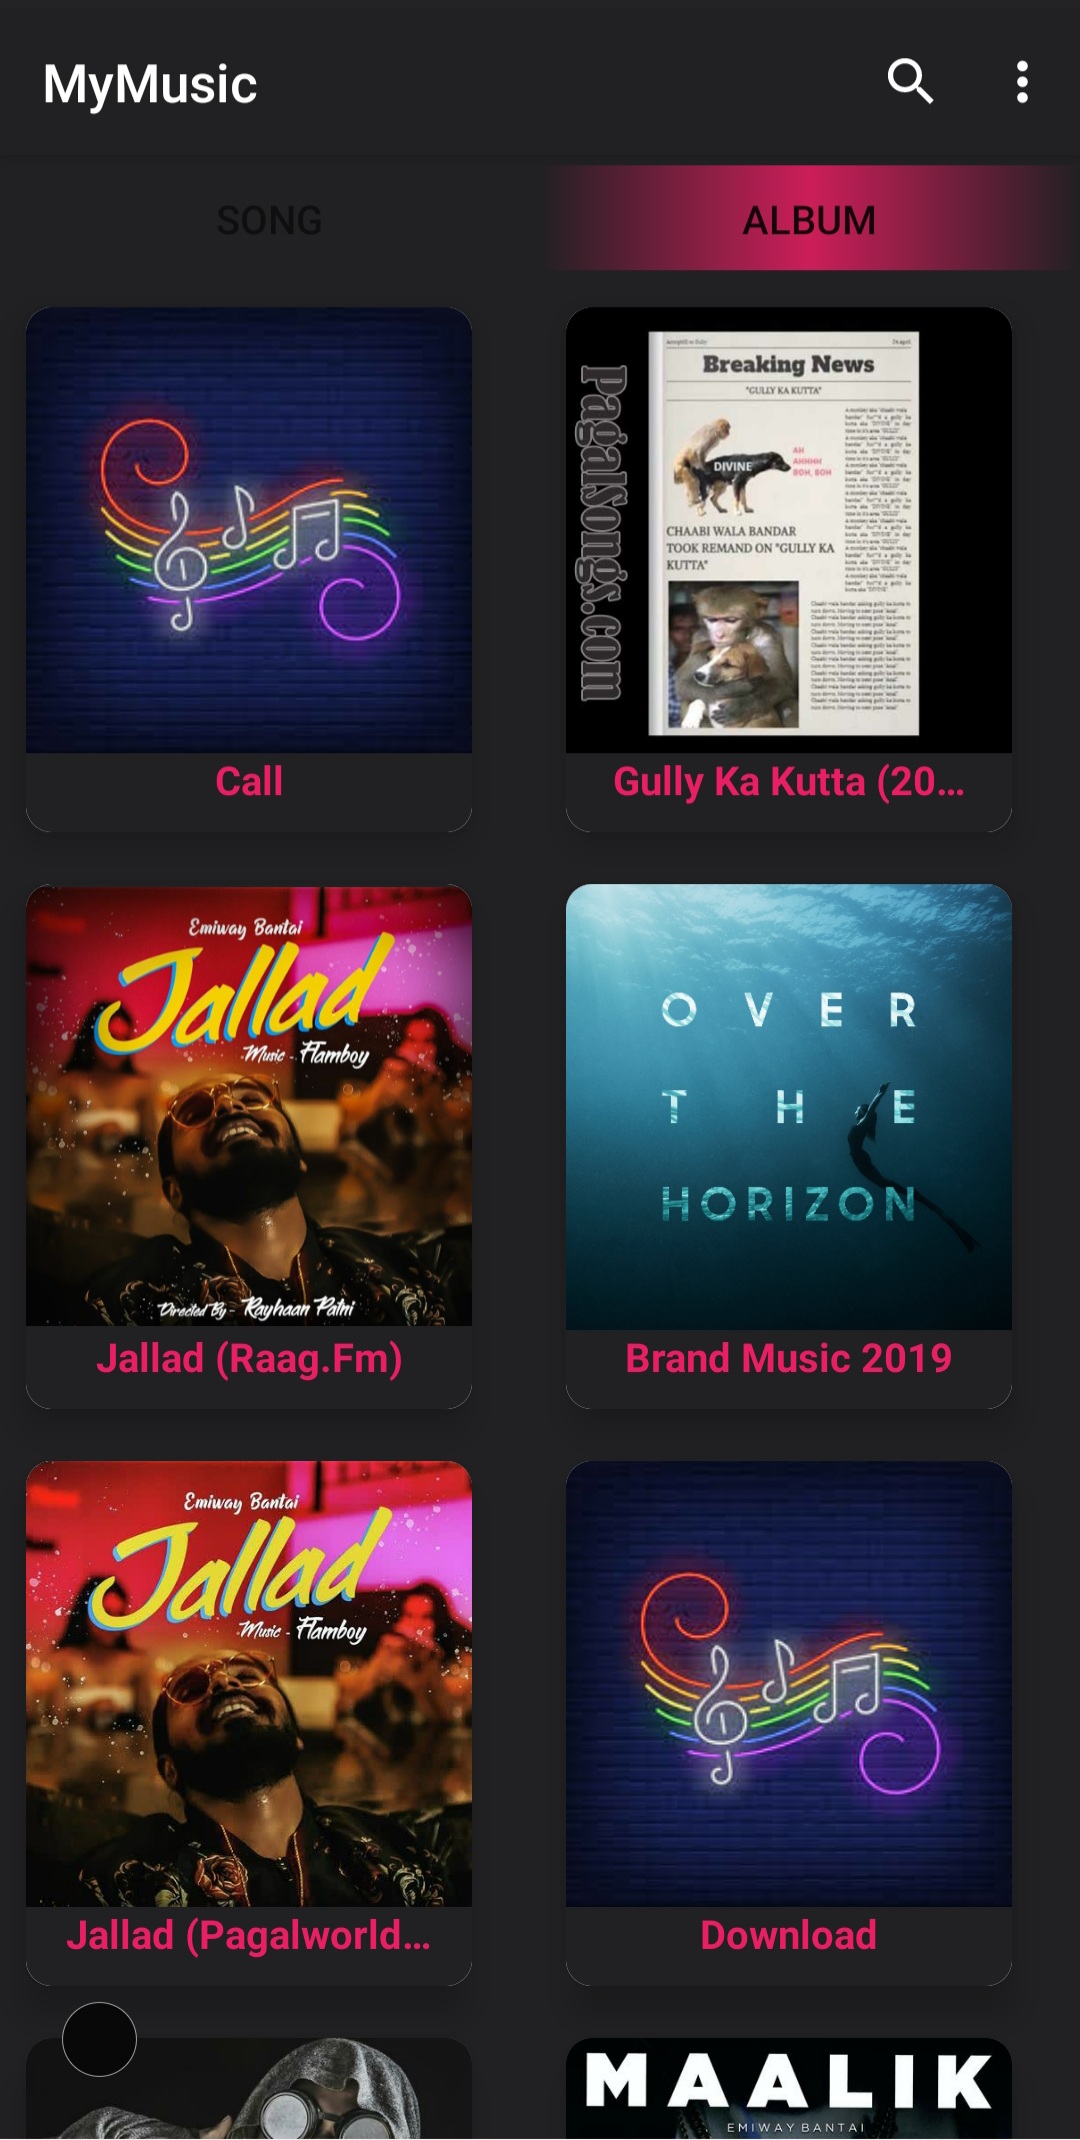 MyMusic
SONG
ALBUM
Pagalsongs.com
Breaking News
"GULLY KA KUTTA"
DIVINE
AH
AHHHH
BOH, BOH
CHAABI WALA BANDAR
TOOK REMAND ON "GULLY KA
KUTTA"
Call
Gully Ka Kutta (20...
Emiway Bantai
Jallad
Music - Flamboy
Directed By - Rayhaan Patni
OVER
THE
HORIZON
Jallad (Raag.Fm)
Brand Music 2019
Emiway Bantai
Jallad
Music - Flamboy
Jallad (Pagalworld...
Download
MAALIK
EMIWAY BANTAI